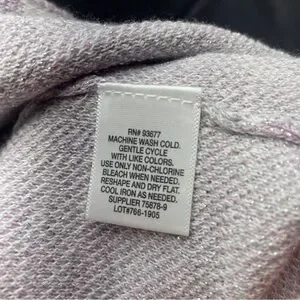 RN# 93677
MACHINE WASH COLD.
GENTLE CYCLE
WITH LIKE COLORS.
USE ONLY NON-CHLORINE
BLEACH WHEN NEEDED.
RESHAPE AND DRY FLAT.
COOL IRON AS NEEDED.
SUPPLIER 75678-9
LOT#766-1905